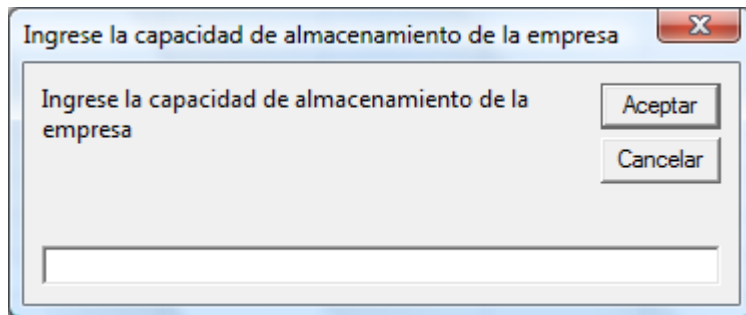 Ingrese la capacidad de almacenamiento de la empresa
Ingrese la capacidad de almacenamiento de la
empresa
Aceptar
Cancelar